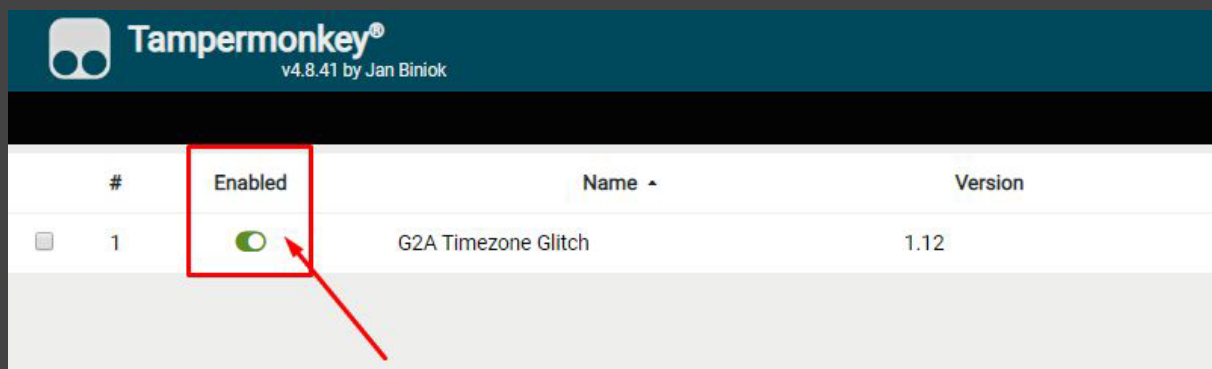 Tampermonkey®
v4.8.41 by Jan Biniok
# Enabled Name Version
1 G2A Timezone Glitch 1.12